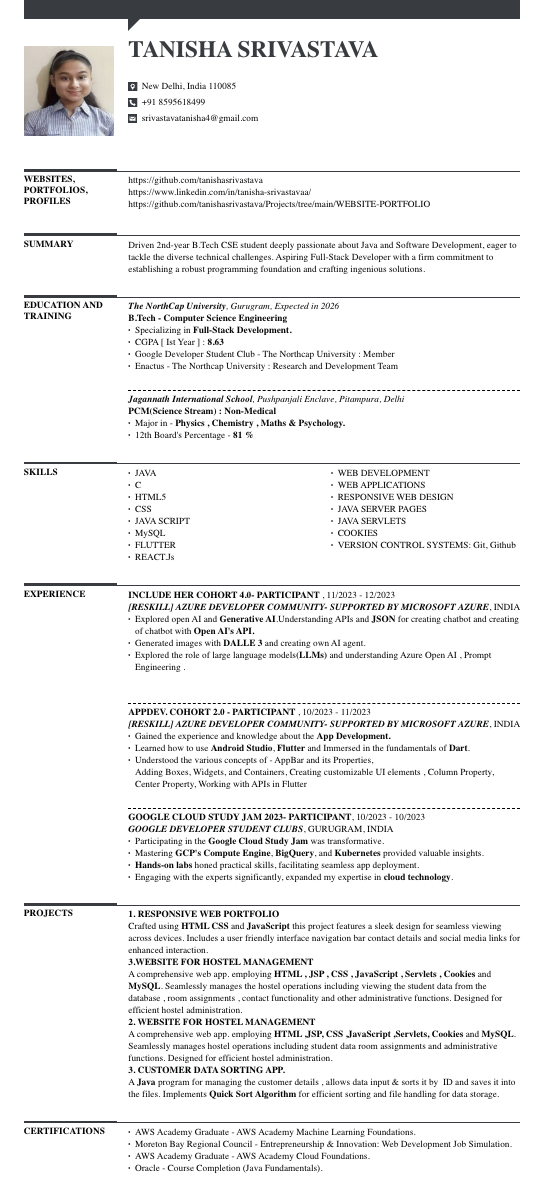 TANISHA SRIVASTAVA
New Delhi, India 110085
+91 8595618499
srivastavatanisha4@gmail.com
WEBSITES,
PORTFOLIOS,
PROFILES
https://github.com/tanishasrivastava
https://www.linkedin.com/in/tanisha-srivastavaa/
https://github.com/tanishasrivastava/Projects/tree/main/WEBSITE-PORTFOLIO
SUMMARY
Driven 2nd-year B.Tech CSE student deeply passionate about Java and Software Development, eager to
tackle the diverse technical challenges. Aspiring Full-Stack Developer with a firm commitment to
establishing a robust programming foundation and crafting ingenious solutions.
EDUCATION AND
TRAINING
The NorthCap University, Gurugram, Expected in 2026
B.Tech - Computer Science Engineering
· Specializing in Full-Stack Development.
· CGPA [ Ist Year ] : 8.63
· Google Developer Student Club - The Northcap University : Member
· Enactus - The Northcap University : Research and Development Team
Jagannath International School, Pushpanjali Enclave, Pitampura, Delhi
PCM(Science Stream) : Non-Medical
· Major in - Physics , Chemistry , Maths & Psychology.
· 12th Board's Percentage - 81 %
SKILLS
· JAVA
· C
· HTML5
· CSS
· JAVA SCRIPT
· MySQL
· FLUTTER
· REACT.Js
· WEB DEVELOPMENT
· WEB APPLICATIONS
· RESPONSIVE WEB DESIGN
· JAVA SERVER PAGES
· JAVA SERVLETS
· COOKIES
· VERSION CONTROL SYSTEMS: Git, Github
EXPERIENCE
INCLUDE HER COHORT 4.0- PARTICIPANT , 11/2023 - 12/2023
[RESKILL] AZURE DEVELOPER COMMUNITY- SUPPORTED BY MICROSOFT AZURE, INDIA
· Explored open AI and Generative AI.Understanding APIs and JSON for creating chatbot and creating
of chatbot with Open AI's API.
· Generated images with DALLE 3 and creating own AI agent.
· Explored the role of large language models(LLMs) and understanding Azure Open AI , Prompt
Engineering .
APPDEV. COHORT 2.0 - PARTICIPANT , 10/2023 - 11/2023
[RESKILL] AZURE DEVELOPER COMMUNITY- SUPPORTED BY MICROSOFT AZURE, INDIA
· Gained the experience and knowledge about the App Development.
· Learned how to use Android Studio, Flutter and Immersed in the fundamentals of Dart.
· Understood the various concepts of - AppBar and its Properties,
Adding Boxes, Widgets, and Containers, Creating customizable UI elements , Column Property,
Center Property, Working with APIs in Flutter
GOOGLE CLOUD STUDY JAM 2023- PARTICIPANT, 10/2023 - 10/2023
GOOGLE DEVELOPER STUDENT CLUBS, GURUGRAM, INDIA
· Participating in the Google Cloud Study Jam was transformative.
· Mastering GCP's Compute Engine, BigQuery, and Kubernetes provided valuable insights.
· Hands-on labs honed practical skills, facilitating seamless app deployment.
· Engaging with the experts significantly, expanded my expertise in cloud technology.
PROJECTS
1. RESPONSIVE WEB PORTFOLIO
Crafted using HTML CSS and JavaScript this project features a sleek design for seamless viewing
across devices. Includes a user friendly interface navigation bar contact details and social media links for
enhanced interaction.
3.WEBSITE FOR HOSTEL MANAGEMENT
A comprehensive web app. employing HTML , JSP , CSS , JavaScript , Servlets , Cookies and
MySQL. Seamlessly manages the hostel operations including viewing the student data from the
database , room assignments , contact functionality and other administrative functions. Designed for
efficient hostel administration.
2. WEBSITE FOR HOSTEL MANAGEMENT
A comprehensive web app. employing HTML ,JSP, CSS ,JavaScript ,Servlets, Cookies and MySQL.
Seamlessly manages hostel operations including student data room assignments and administrative
functions. Designed for efficient hostel administration.
3. CUSTOMER DATA SORTING APP.
A Java program for managing the customer details , allows data input & sorts it by ID and saves it into
the files. Implements Quick Sort Algorithm for efficient sorting and file handling for data storage.
CERTIFICATIONS
· AWS Academy Graduate - AWS Academy Machine Learning Foundations.
· Moreton Bay Regional Council - Entrepreneurship & Innovation: Web Development Job Simulation.
· AWS Academy Graduate - AWS Academy Cloud Foundations.
· Oracle - Course Completion (Java Fundamentals).